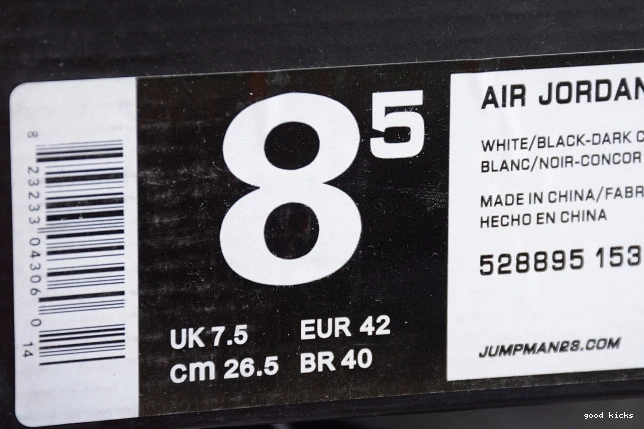 8 23233 04306 0 14
8 5
UK 7.5 EUR 42
cm 26.5 BR 40
AIR JORDAN
WHITE/BLACK-DARK C
BLANC/NOIR-CONCOR
MADE IN CHINA/FABR
HECHO EN CHINA
528895 153
JUMPMAN23.COM
good kicks